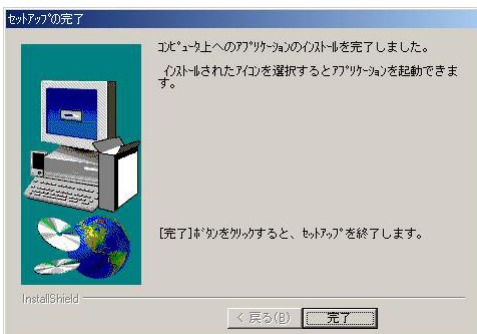 ｾｯﾄｱｯﾌﾟの完了
ｺﾝﾋﾟｭｰﾀ上へのｱﾌﾟﾘｹｰｼｮﾝのｲﾝｽﾄｰﾙを完了しました。
ｲﾝｽﾄｰﾙされたｱｲｺﾝを選択するとｱﾌﾟﾘｹｰｼｮﾝを起動できま
す。
[完了]ﾎﾞﾀﾝをｸﾘｯｸすると、ｾｯﾄｱｯﾌﾟを終了します。
InstallShield
< 戻る(B)
完了